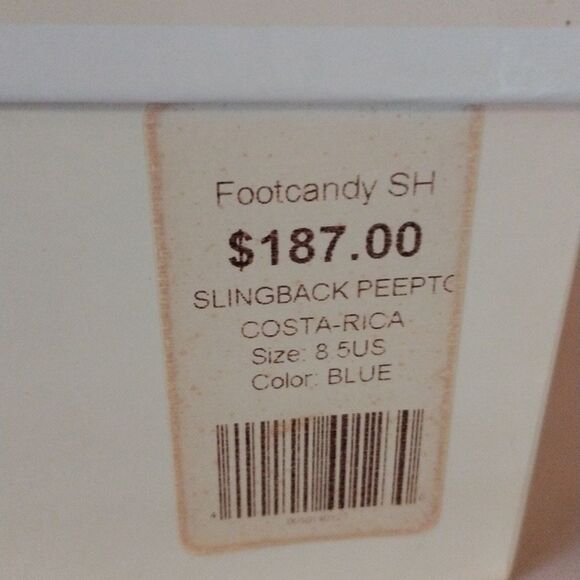 Footcandy SH
$187.00
SLINGBACK PEEPTO
COSTA-RICA
Size: 8.5US
Color: BLUE